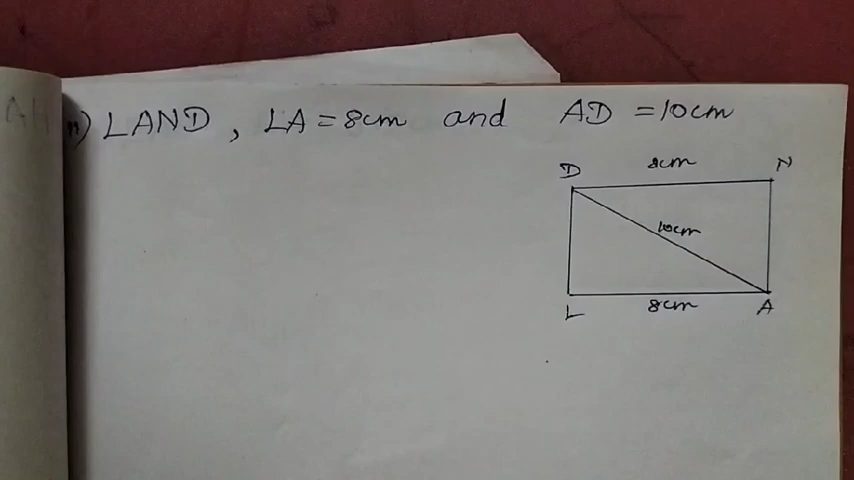 ) LAND, LA = 8cm and AD = 10cm
D 8cm N
10cm
L 8cm A